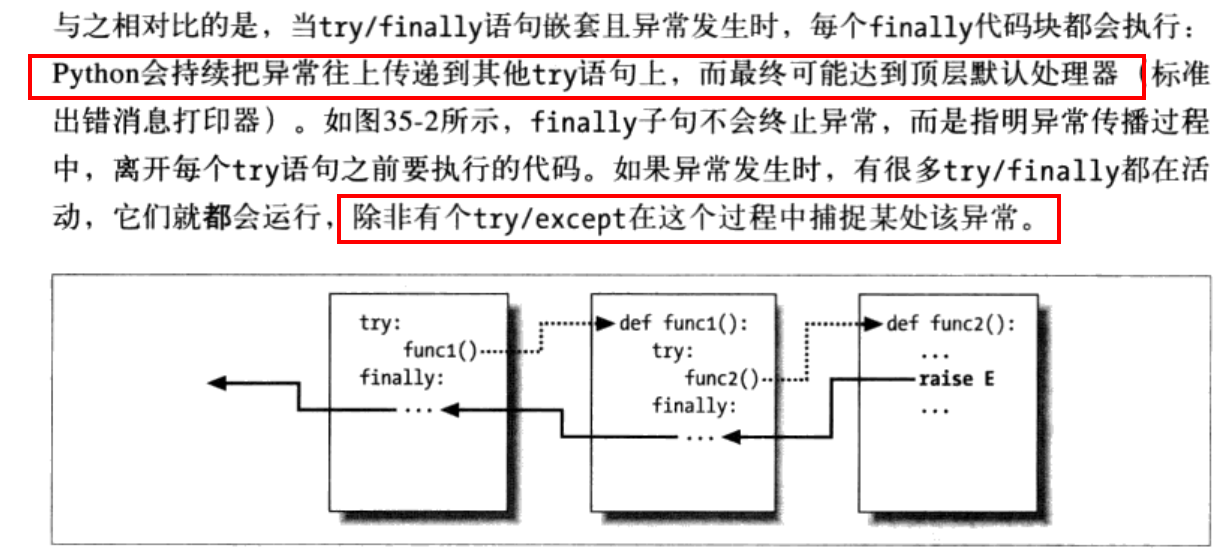 与之相对比的是，当try/finally语句嵌套且异常发生时，每个finally代码块都会执行：
Python会持续把异常往上传递到其他try语句上，而最终可能达到顶层默认处理器（标准
出错消息打印器）。如图35-2所示，finally子句不会终止异常，而是指明异常传播过程
中，离开每个try语句之前要执行的代码。如果异常发生时，有很多try/finally都在活
动，它们就都会运行，除非有个try/except在这个过程中捕捉某处该异常。
try:
func1()
finally:
...
def func1():
try:
func2()
finally:
...
def func2():
...
raise E
...